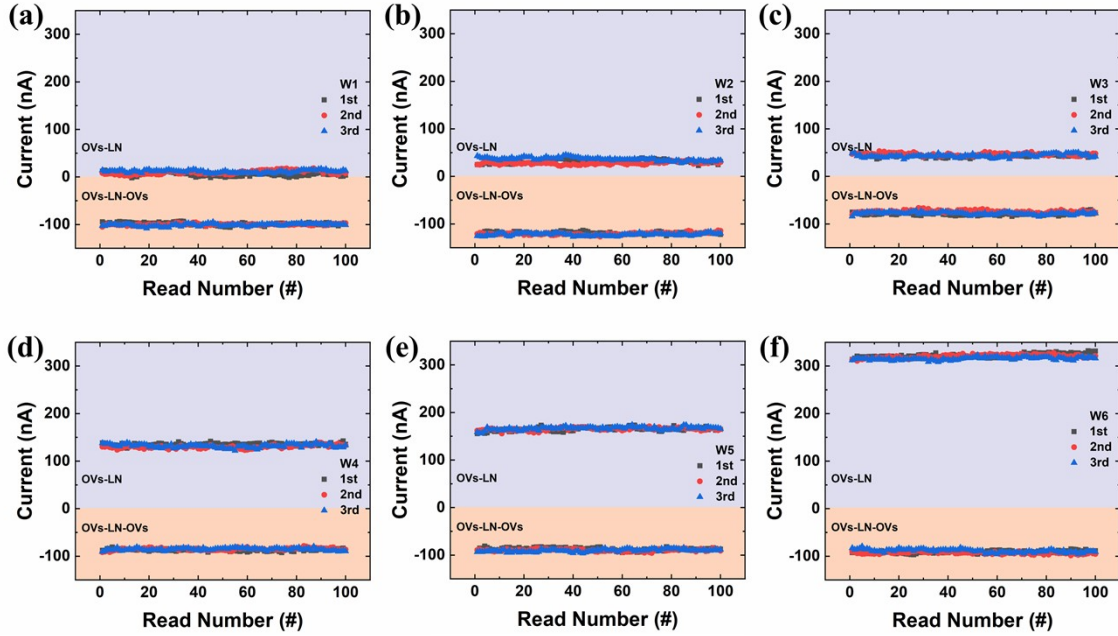 (a)
Current (nA)
300
200
100
0
-100
W1
1st
2nd
3rd
OVs-LN
OVs-LN-OVs
0 20 40 60 80 100
Read Number (#)
(b)
Current (nA)
300
200
100
0
-100
W2
1st
2nd
3rd
OVs-LN
OVs-LN-OVs
0 20 40 60 80 100
Read Number (#)
(c)
Current (nA)
300
200
100
0
-100
W3
1st
2nd
3rd
OVs-LN
OVs-LN-OVs
0 20 40 60 80 100
Read Number (#)
(d)
Current (nA)
300
200
100
0
-100
W4
1st
2nd
3rd
OVs-LN
OVs-LN-OVs
0 20 40 60 80 100
Read Number (#)
(e)
Current (nA)
300
200
100
0
-100
W5
1st
2nd
3rd
OVs-LN
OVs-LN-OVs
0 20 40 60 80 100
Read Number (#)
(f)
Current (nA)
300
200
100
0
-100
W6
1st
2nd
3rd
OVs-LN
OVs-LN-OVs
0 20 40 60 80 100
Read Number (#)